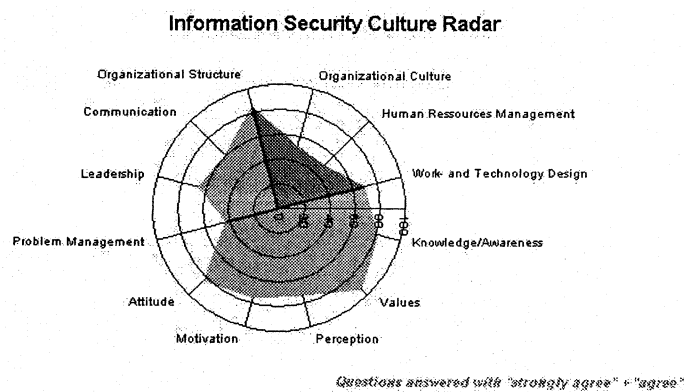 Information Security Culture Radar
Organizational Structure
Organizational Culture
Communication
Human Ressources Management
Leadership
Work- and Technology Design
0
100
Problem Management
Knowledge/Awareness
Attitude
Values
Motivation
Perception
Questions answered with "strongly agree" + "agree"